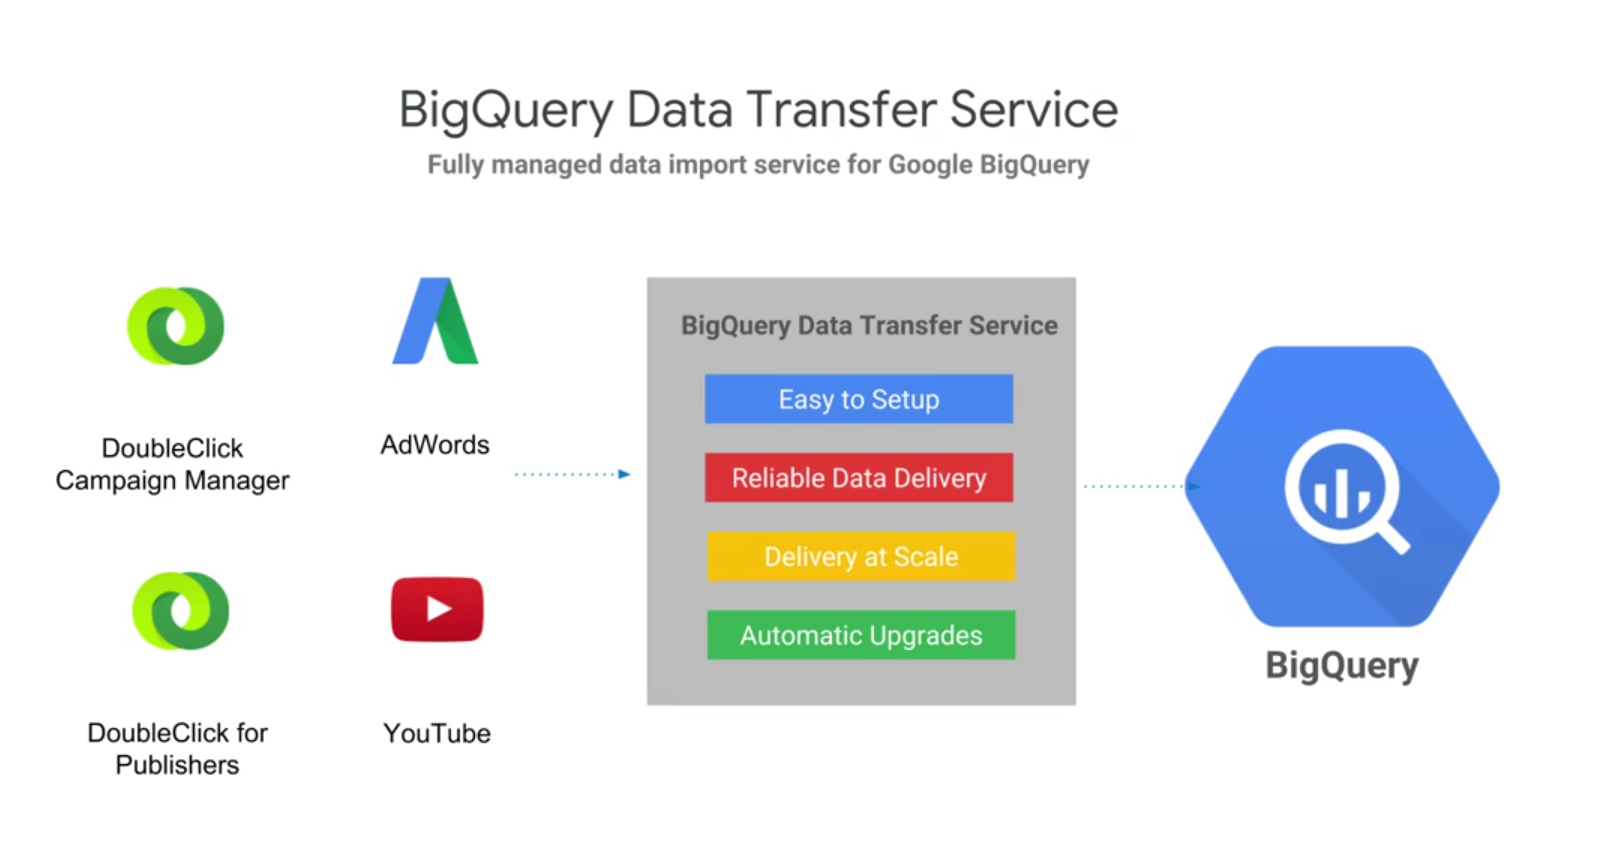 BigQuery Data Transfer Service
Fully managed data import service for Google BigQuery
DoubleClick
Campaign Manager
AdWords
DoubleClick for
Publishers
YouTube
BigQuery Data Transfer Service
Easy to Setup
Reliable Data Delivery
Delivery at Scale
Automatic Upgrades
BigQuery